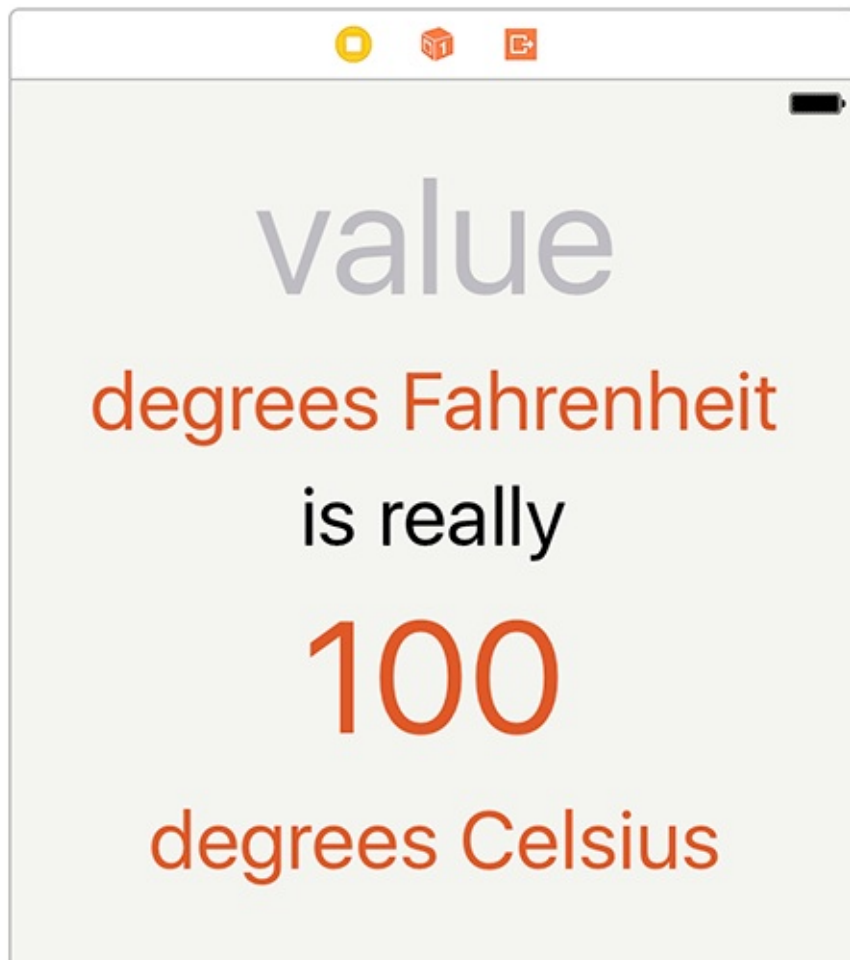 value
degrees Fahrenheit
is really
100
degrees Celsius